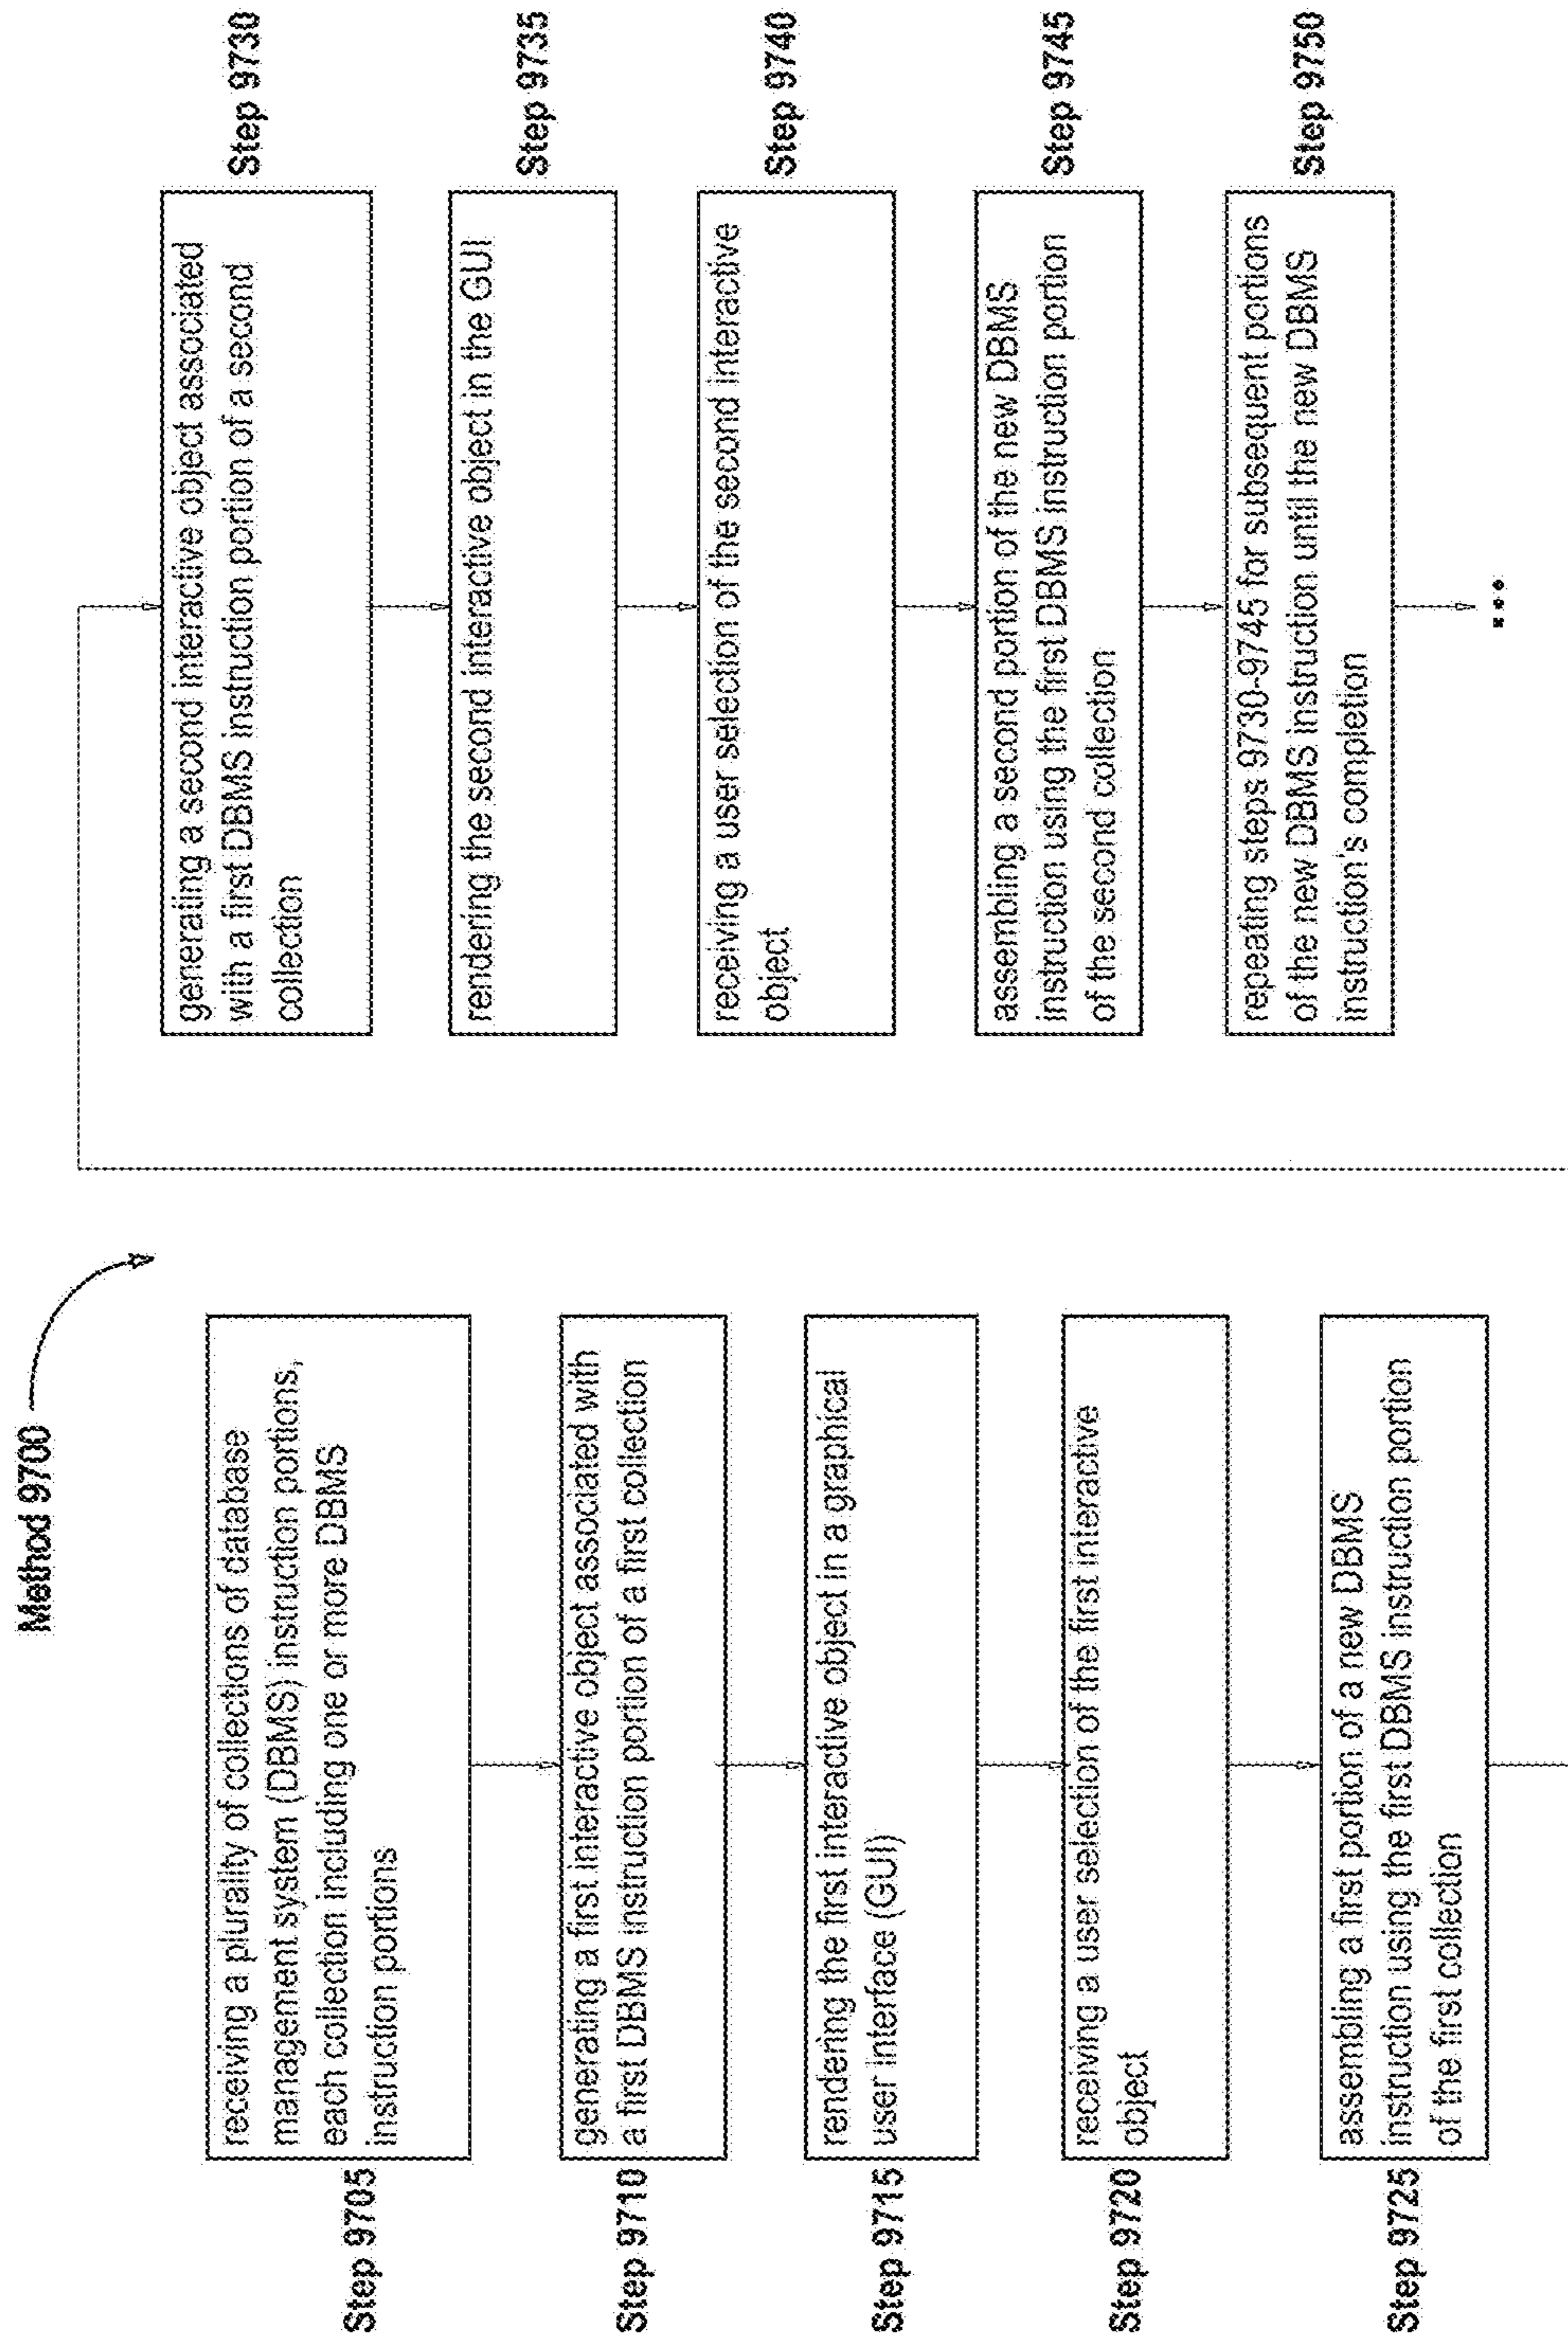 Method 9700
Step 9705
receiving a plurality of collections of database
management system (DBMS) instruction portions,
each collection including one or more DBMS
instruction portions
Step 9710
generating a first interactive object associated with
a first DBMS instruction portion of a first collection
Step 9715
rendering the first interactive object in a graphical
user interface (GUI)
Step 9720
receiving a user selection of the first interactive
object
Step 9725
assembling a first portion of a new DBMS
instruction using the first DBMS instruction portion
of the first collection
generating a second interactive object associated
with a first DBMS instruction portion of a second
collection
Step 9730
rendering the second interactive object in the GUI
Step 9735
receiving a user selection of the second interactive
object
Step 9740
assembling a second portion of the new DBMS
instruction using the first DBMS instruction portion
of the second collection
Step 9745
repeating steps 9730-9745 for subsequent portions
of the new DBMS instruction until the new DBMS
instruction's completion
Step 9750
...